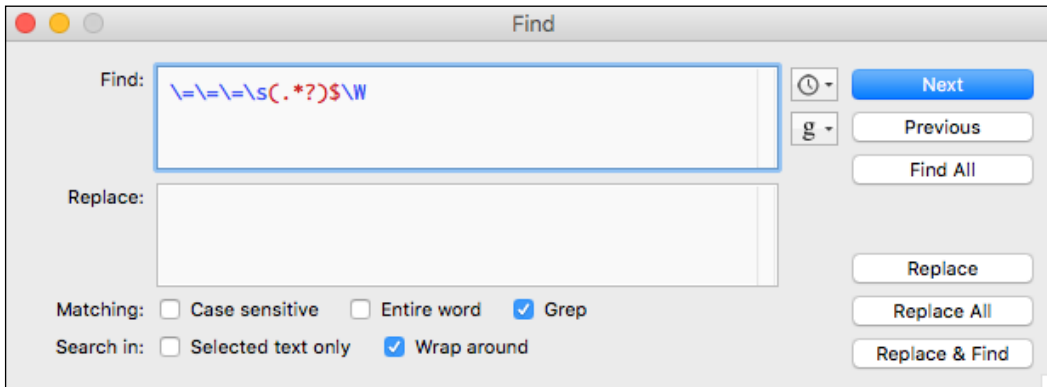 Find
Find:
\=\=\=\s(.*?)$\W
g
Next
Previous
Find All
Replace:
Replace
Matching: Case sensitive Entire word Grep
Replace All
Search in: Selected text only Wrap around
Replace & Find